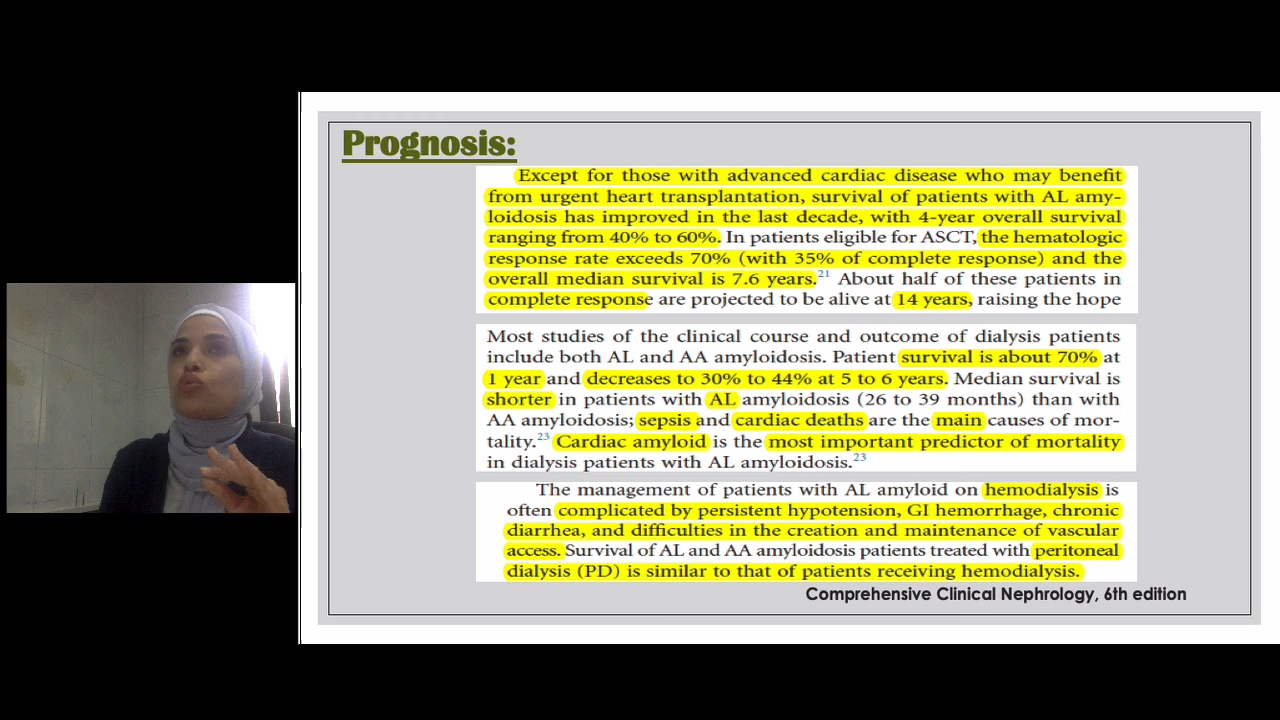 Prognosis:
Except for those with advanced cardiac disease who may benefit
from urgent heart transplantation, survival of patients with AL amy-
loidosis has improved in the last decade, with 4-year overall survival
ranging from 40% to 60%. In patients eligible for ASCT, the hematologic
response rate exceeds 70% (with 35% of complete response) and the
overall median survival is 7.6 years.21 About half of these patients in
complete response are projected to be alive at 14 years, raising the hope
Most studies of the clinical course and outcome of dialysis patients
include both AL and AA amyloidosis. Patient survival is about 70% at
1 year and decreases to 30% to 44% at 5 to 6 years. Median survival is
shorter in patients with AL amyloidosis (26 to 39 months) than with
AA amyloidosis; sepsis and cardiac deaths are the main causes of mor-
tality.23 Cardiac amyloid is the most important predictor of mortality
in dialysis patients with AL amyloidosis.23
The management of patients with AL amyloid on hemodialysis is
often complicated by persistent hypotension, GI hemorrhage, chronic
diarrhea, and difficulties in the creation and maintenance of vascular
access. Survival of AL and AA amyloidosis patients treated with peritoneal
dialysis (PD) is similar to that of patients receiving hemodialysis.
Comprehensive Clinical Nephrology, 6th edition